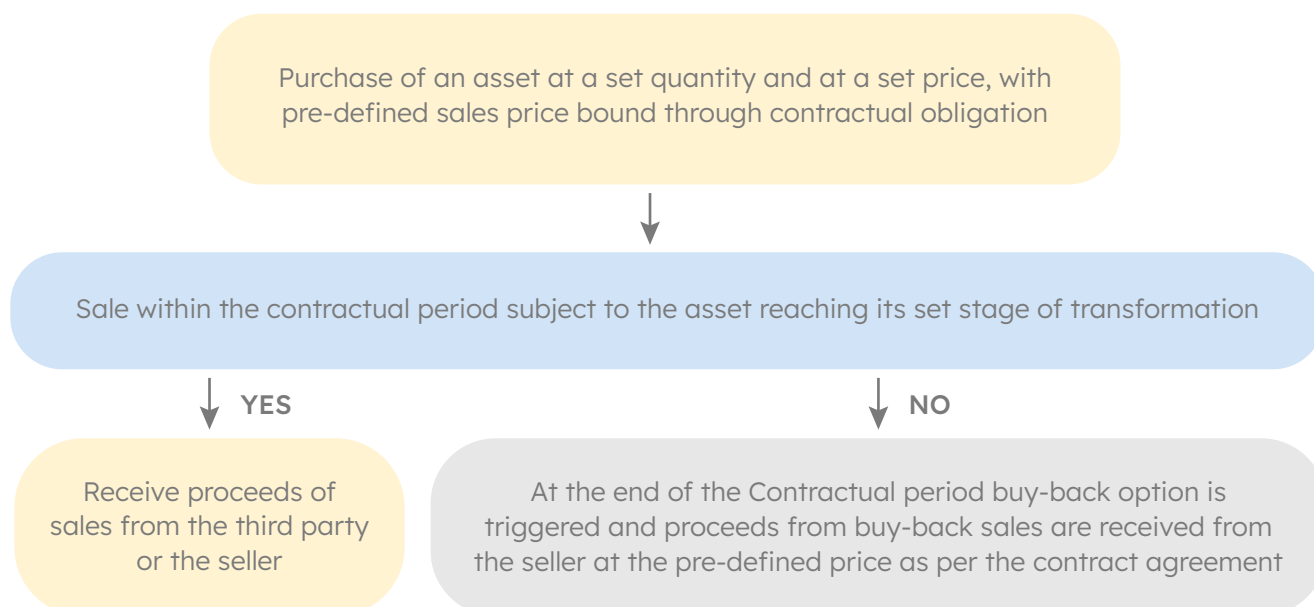 Purchase of an asset at a set quantity and at a set price, with
pre-defined sales price bound through contractual obligation
Sale within the contractual period subject to the asset reaching its set stage of transformation
YES
NO
Receive proceeds of
sales from the third party
or the seller
At the end of the Contractual period buy-back option is
triggered and proceeds from buy-back sales are received from
the seller at the pre-defined price as per the contract agreement